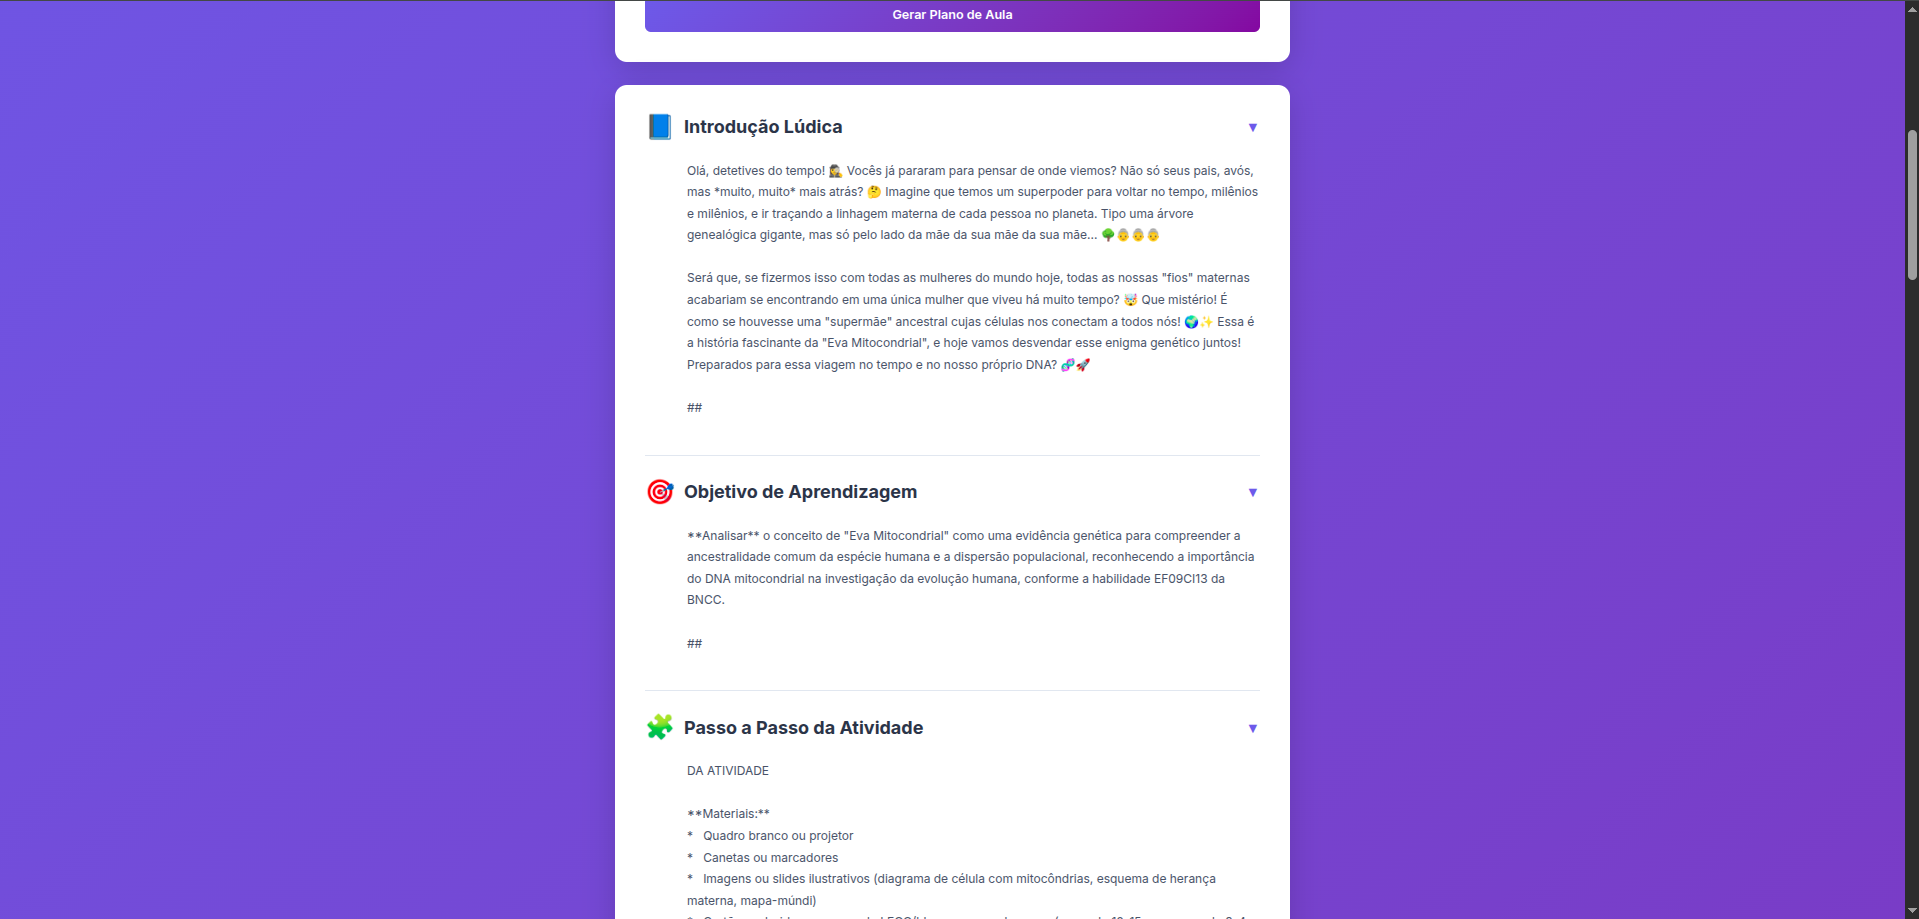 Gerar Plano de Aula
Introdução Lúdica
Olá, detetives do tempo! 🕵️‍♀️ Vocês já pararam para pensar de onde viemos? Não só seus pais, avós,
mas *muito, muito* mais atrás? 🤔 Imagine que temos um superpoder para voltar no tempo, milênios
e milênios, e ir traçando a linhagem materna de cada pessoa no planeta. Tipo uma árvore
genealógica gigante, mas só pelo lado da mãe da sua mãe da sua mãe... 🌳👵👵👵
Será que, se fizermos isso com todas as mulheres do mundo hoje, todas as nossas "fios" maternas
acabariam se encontrando em uma única mulher que viveu há muito tempo? 🤯 Que mistério! É
como se houvesse uma "supermãe" ancestral cujas células nos conectam a todos nós! 🌍✨ Essa é
a história fascinante da "Eva Mitocondrial", e hoje vamos desvendar esse enigma genético juntos!
Preparados para essa viagem no tempo e no nosso próprio DNA? 🧬🚀
##
Objetivo de Aprendizagem
**Analisar** o conceito de "Eva Mitocondrial" como uma evidência genética para compreender a
ancestralidade comum da espécie humana e a dispersão populacional, reconhecendo a importância
do DNA mitocondrial na investigação da evolução humana, conforme a habilidade EF09CI13 da
BNCC.
##
Passo a Passo da Atividade
DA ATIVIDADE
**Materiais:**
* Quadro branco ou projetor
* Canetas ou marcadores
* Imagens ou slides ilustrativos (diagrama de célula com mitocôndrias, esquema de herança
materna, mapa-múndi)